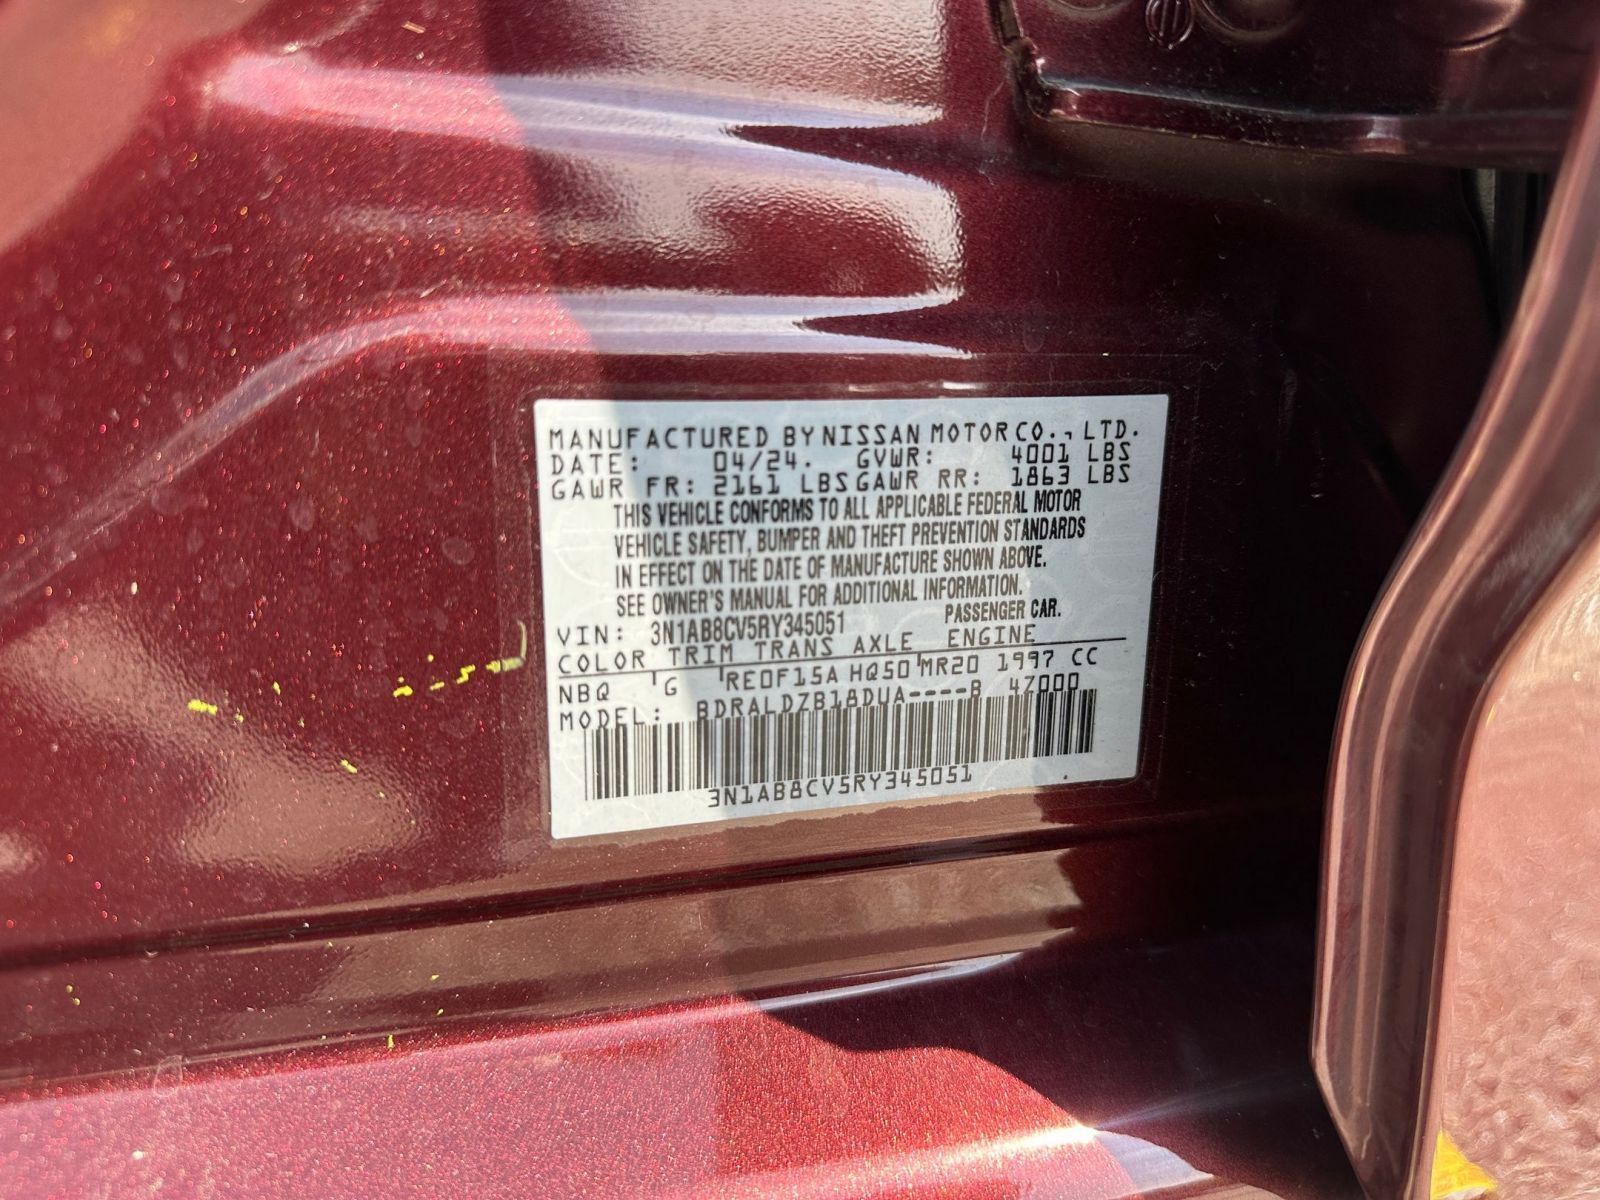 MANUFACTURED BY NISSAN MOTOR CO., LTD.
DATE: 04/24. GVWR: 4001 LBS
GAWR FR: 2161 LBS GAWR RR: 1863 LBS
THIS VEHICLE CONFORMS TO ALL APPLICABLE FEDERAL MOTOR
VEHICLE SAFETY, BUMPER AND THEFT PREVENTION STANDARDS
IN EFFECT ON THE DATE OF MANUFACTURE SHOWN ABOVE.
SEE OWNER'S MANUAL FOR ADDITIONAL INFORMATION.
PASSENGER CAR.
VIN: 3N1AB8CV5RY345051
COLOR TRIM TRANS AXLE ENGINE
NBQ G RE0F15A HQ50 MR20 1997 CC
MODEL: BDRALDZB18DUA----B 4Z000
3N1AB8CV5RY345051